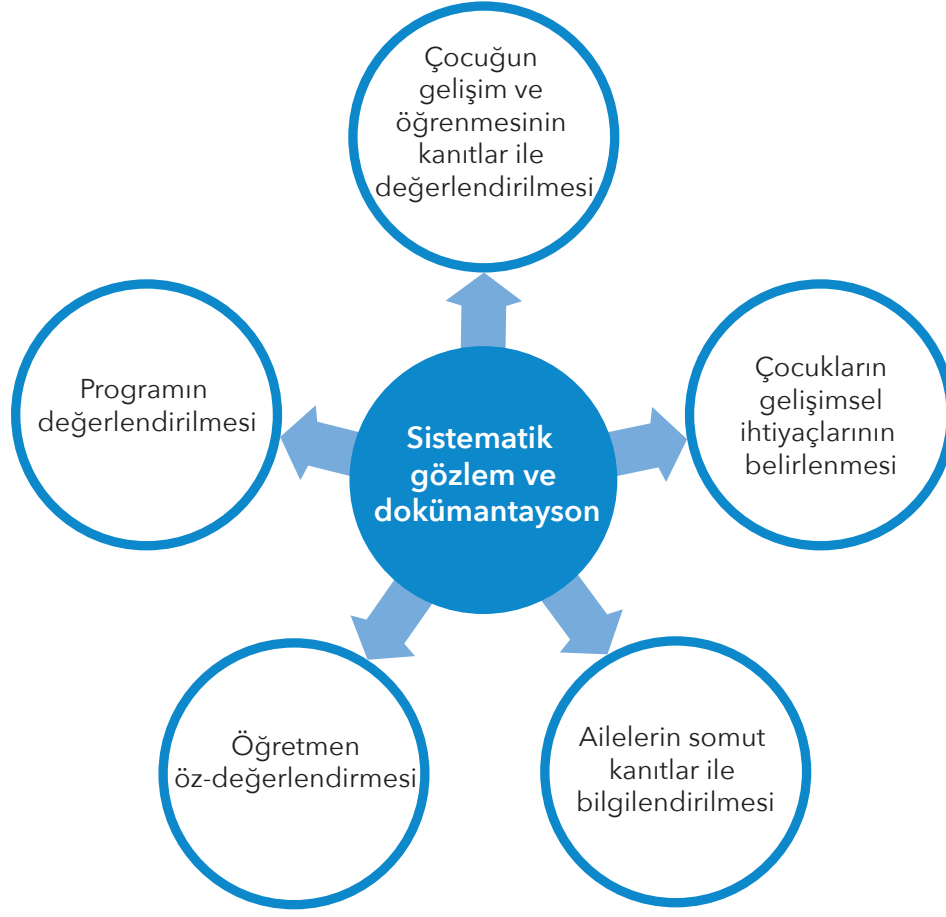 Çocuğun
gelişim ve
öğrenmesinin
kanıtlar ile
değerlendirilmesi
Programın
değerlendirilmesi
Çocukların
gelişimsel
ihtiyaçlarının
belirlenmesi
Sistematik
gözlem ve
dokümantayson
Öğretmen
öz-değerlendirmesi
Ailelerin somut
kanıtlar ile
bilgilendirilmesi